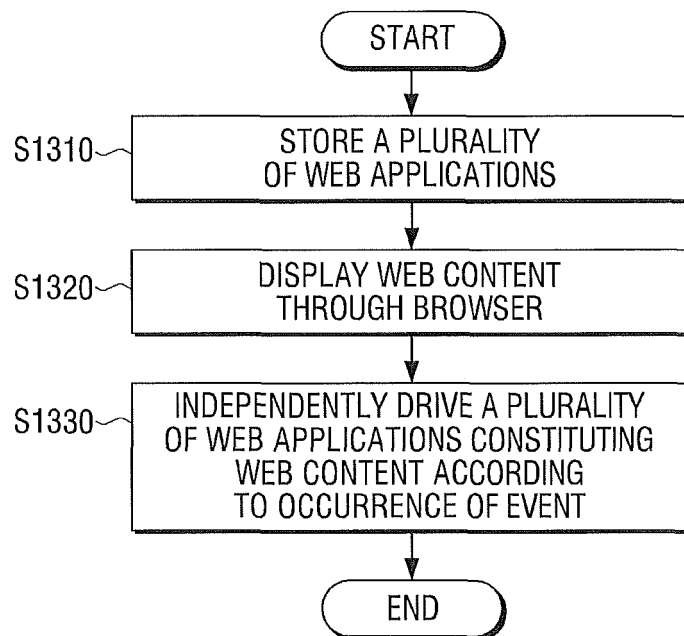 START
S1310
STORE A PLURALITY
OF WEB APPLICATIONS
S1320
DISPLAY WEB CONTENT
THROUGH BROWSER
S1330
INDEPENDENTLY DRIVE A PLURALITY
OF WEB APPLICATIONS CONSTITUTING
WEB CONTENT ACCORDING
TO OCCURRENCE OF EVENT
END